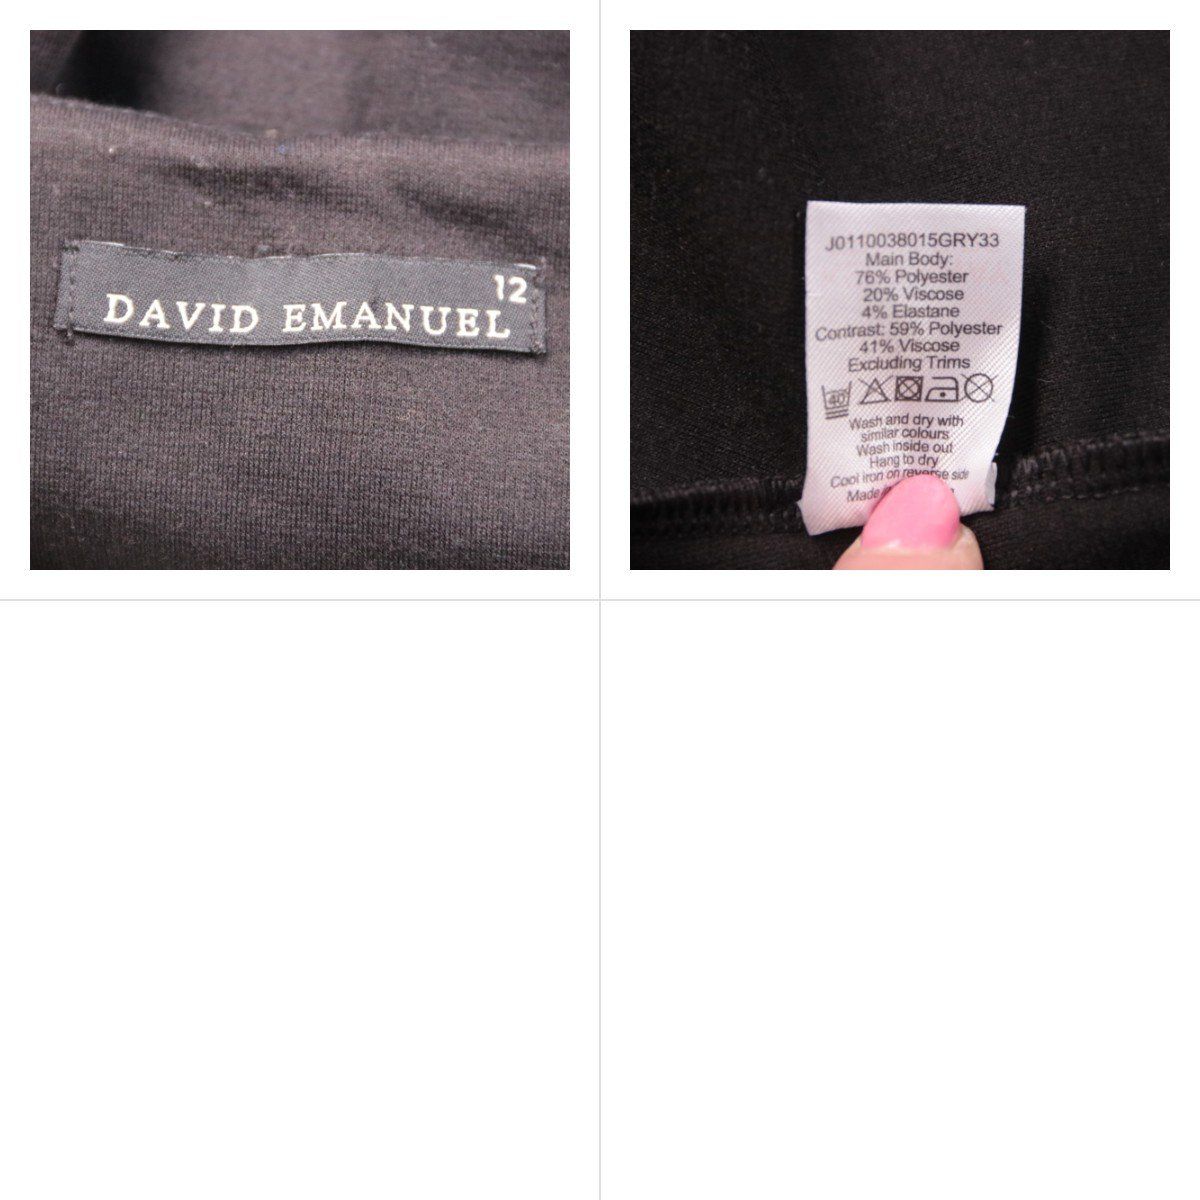 12
DAVID EMANUEL
J0110038015GRY33
Main Body:
76% Polyester
20% Viscose
4% Elastane
Contrast: 59% Polyester
41% Viscose
Excluding Trims
40°
Wash and dry with
similar colours
Wash inside out
Hang to dry
Cool iron on reverse side
Made